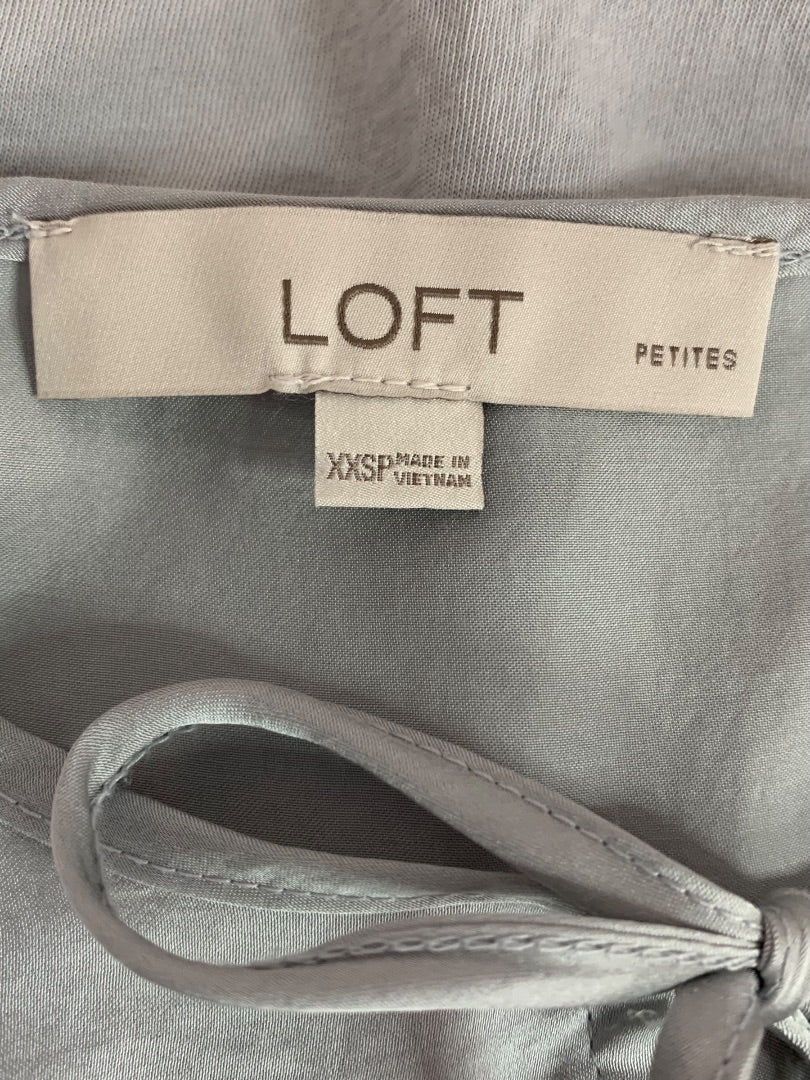 LOFT
PETITES
XXSP
MADE IN
VIETNAM